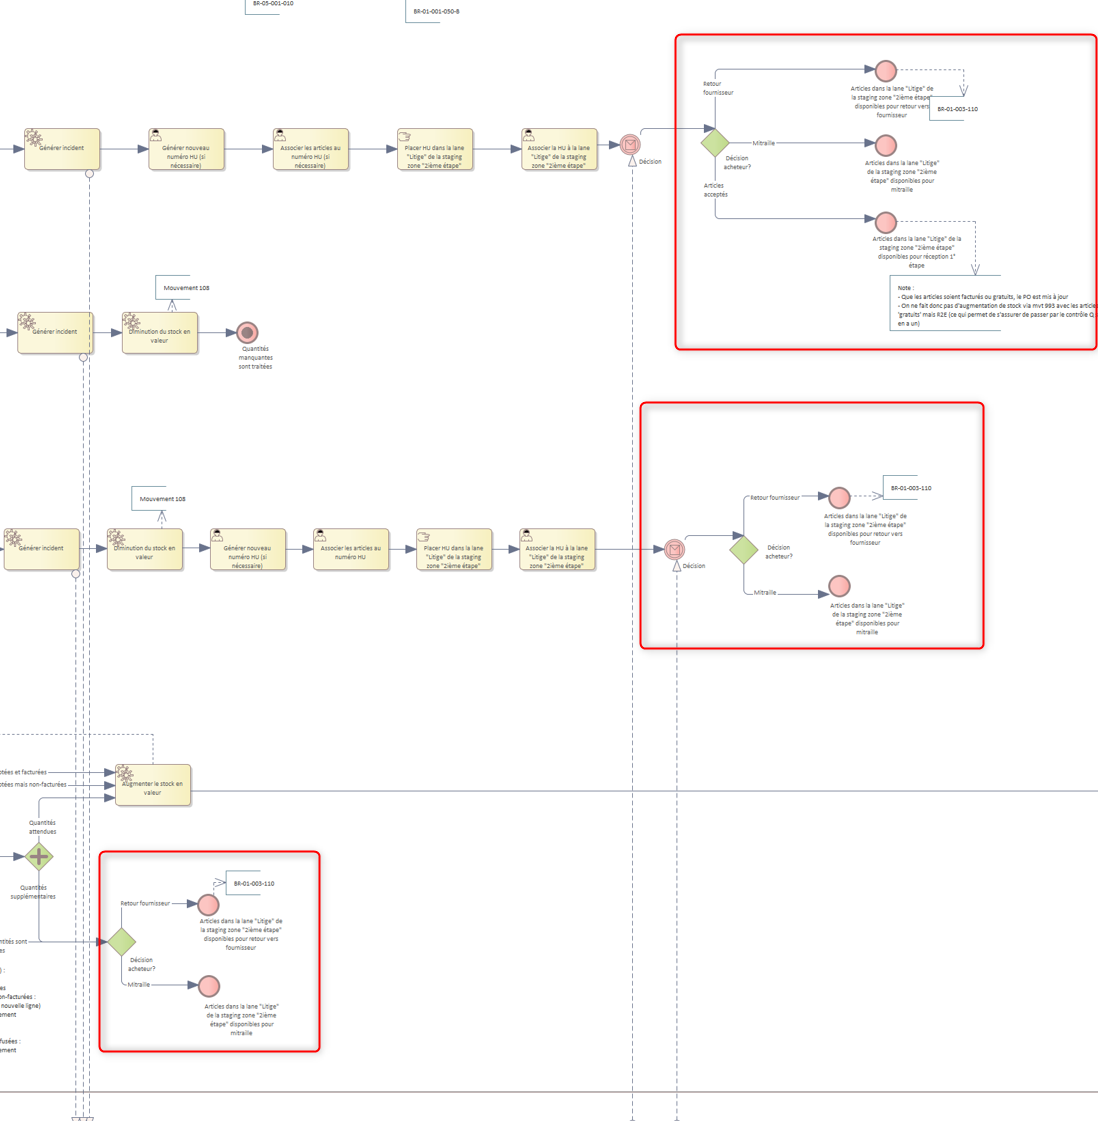 BR-05-001-010
BR-01-001-050-B
Générer incident
Générer nouveau
numéro HU (si
nécessaire)
Associer les articles au
numéro HU (si
nécessaire)
Placer HU dans la lane
"Litige" de la staging
zone "2ième étape"
Associer la HU à la lane
"Litige" de la staging
zone "2ième étape"
Décision
Retour
fournisseur
Décision
acheteur?
Mitraille
Articles
acceptés
Articles dans la lane "Litige" de
la staging zone "2ième étape"
disponibles pour retour vers
fournisseur
BR-01-003-110
Articles dans la lane "Litige"
de la staging zone "2ième
étape" disponibles pour
mitraille
Articles dans la lane "Litige" de la
staging zone "2ième étape"
disponibles pour réception 1°
étape
Note :
- Que les articles soient facturés ou gratuits, le PO est mis à jour
- On ne fait donc pas d'augmentation de stock via mvt 993 avec les article
'gratuits' mais R2E (ce qui permet de s'assurer de passer par le contrôle Q
en a un)
Mouvement 108
Générer incident
Diminution du stock en
valeur
Quantités
manquantes
sont traitées
Mouvement 108
Générer incident
Diminution du stock en
valeur
Générer nouveau
numéro HU (si
nécessaire)
Associer les articles au
numéro HU
Placer HU dans la lane
"Litige" de la staging
zone "2ième étape"
Associer la HU à la lane
"Litige" de la staging
zone "2ième étape"
Décision
Retour fournisseur
Décision
acheteur?
Mitraille
BR-01-003-110
Articles dans la lane "Litige" de
la staging zone "2ième étape"
disponibles pour retour vers
fournisseur
Articles dans la lane "Litige"
de la staging zone "2ième
étape" disponibles pour
mitraille
tées et facturées
tées mais non-facturées
Augmenter le stock en
valeur
Quantités
attendues
Quantités
supplémentaires
ntités sont
es
) :
es
on-facturées :
nouvelle ligne)
ement
fusées :
ement
Retour fournisseur
Décision
acheteur?
Mitraille
BR-01-003-110
Articles dans la lane "Litige" de
la staging zone "2ième étape"
disponibles pour retour vers
fournisseur
Articles dans la lane "Litige"
de la staging zone "2ième
étape" disponibles pour
mitraille